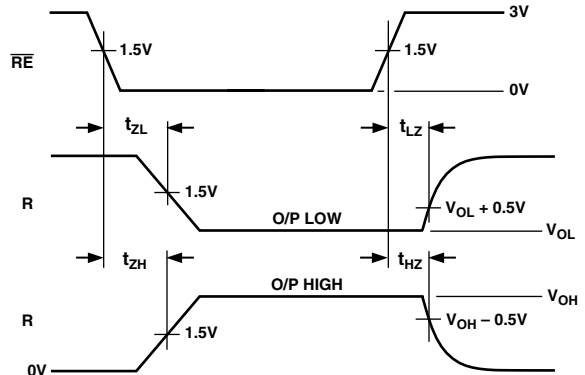 3V
RE
1.5V
1.5V
0V
tZL
tLZ
R
1.5V
O/P LOW
VOL + 0.5V
VOL
tZH
tHZ
O/P HIGH
VOH
R
1.5V
VOH – 0.5V
0V